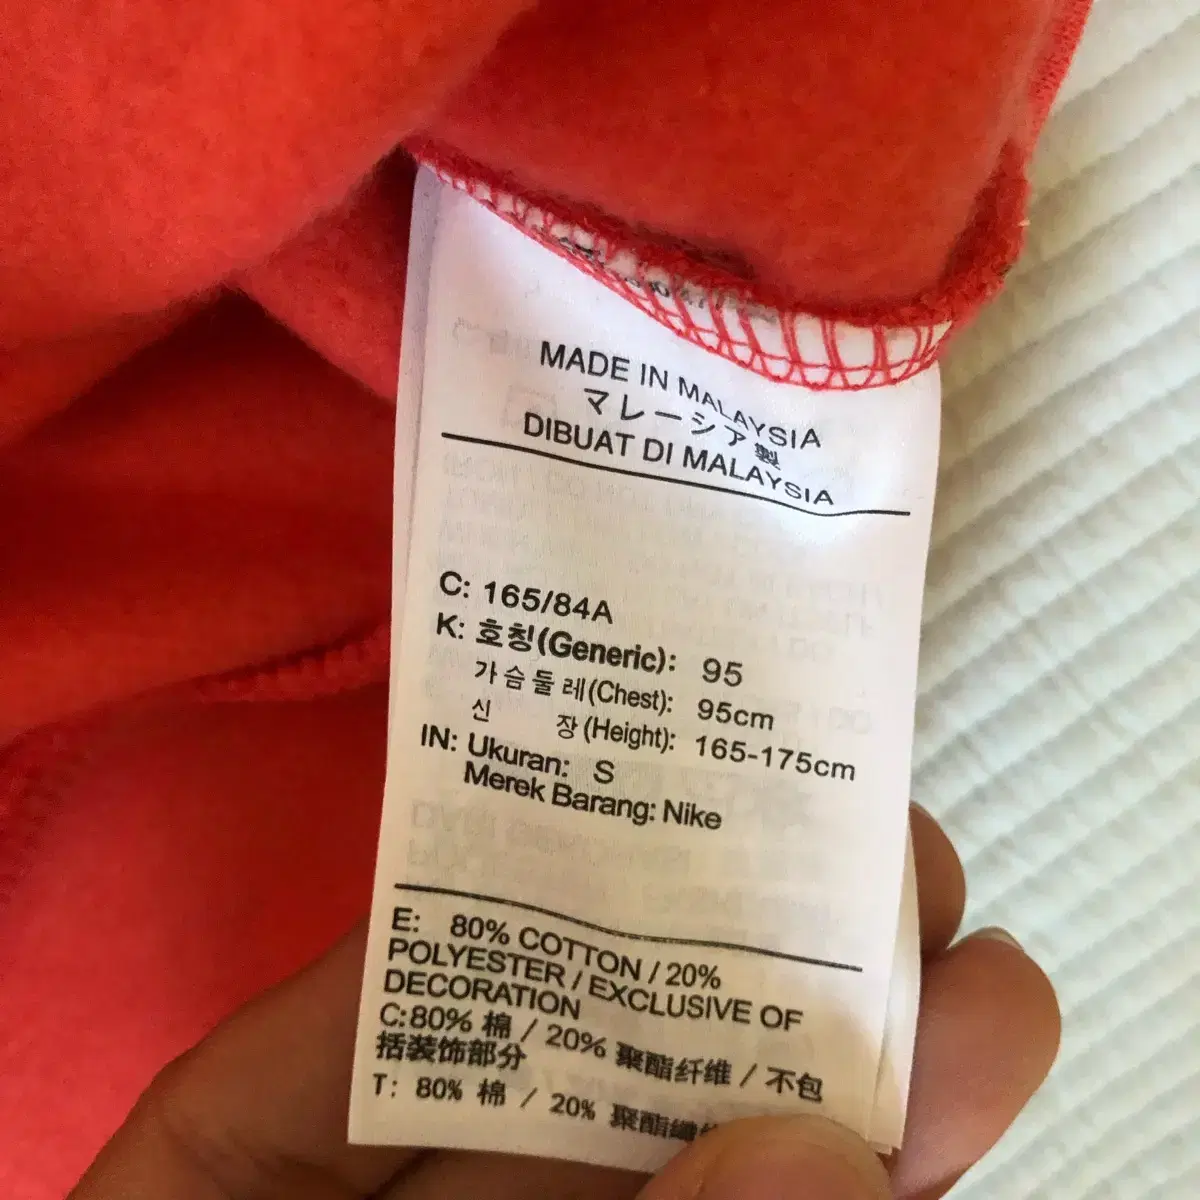 MADE IN MALAYSIA
マレーシア製
DIBUAT DI MALAYSIA
C: 165/84A
K: 호칭(Generic): 95
가슴둘레(Chest): 95cm
신 장(Height): 165-175cm
IN: Ukuran: S
Merek Barang: Nike
E: 80% COTTON / 20%
POLYESTER / EXCLUSIVE OF
DECORATION
C:80% 棉 / 20% 聚酯纤维 / 不包
括装饰部分
T: 80% 棉 / 20% 聚酯纖